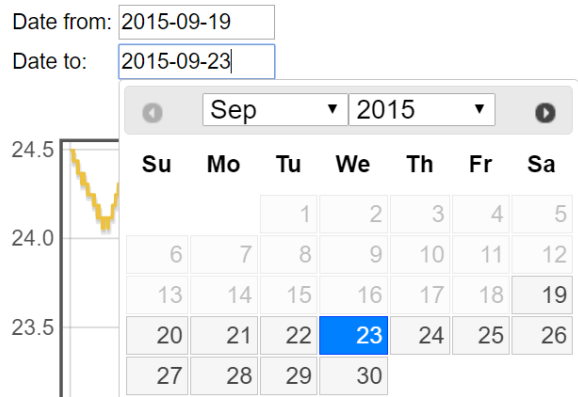 Date from: 2015-09-19
Date to: 2015-09-23
Sep 2015
24.5
Su Mo Tu We Th Fr Sa
1 2 3 4 5
24.0
6 7 8 9 10 11 12
13 14 15 16 17 18 19
23.5
20 21 22 23 24 25 26
27 28 29 30